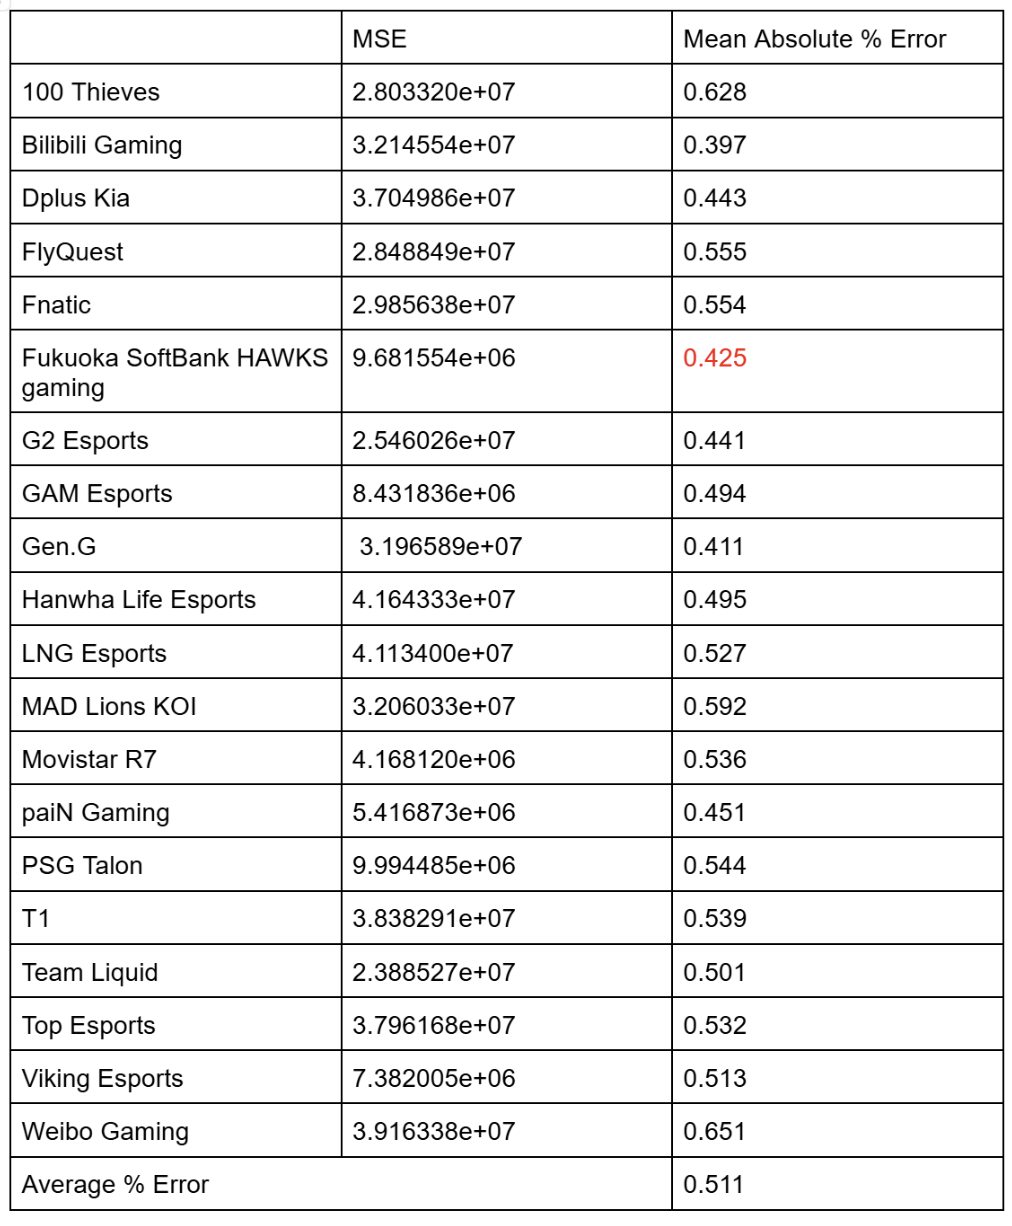 MSE Mean Absolute % Error
100 Thieves 2.803320e+07 0.628
Bilibili Gaming 3.214554e+07 0.397
Dplus Kia 3.704986e+07 0.443
FlyQuest 2.848849e+07 0.555
Fnatic 2.985638e+07 0.554
Fukuoka SoftBank HAWKS 9.681554e+06 0.425
gaming
G2 Esports 2.546026e+07 0.441
GAM Esports 8.431836e+06 0.494
Gen.G 3.196589e+07 0.411
Hanwha Life Esports 4.164333e+07 0.495
LNG Esports 4.113400e+07 0.527
MAD Lions KOI 3.206033e+07 0.592
Movistar R7 4.168120e+06 0.536
paiN Gaming 5.416873e+06 0.451
PSG Talon 9.994485e+06 0.544
T1 3.838291e+07 0.539
Team Liquid 2.388527e+07 0.501
Top Esports 3.796168e+07 0.532
Viking Esports 7.382005e+06 0.513
Weibo Gaming 3.916338e+07 0.651
Average % Error 0.511